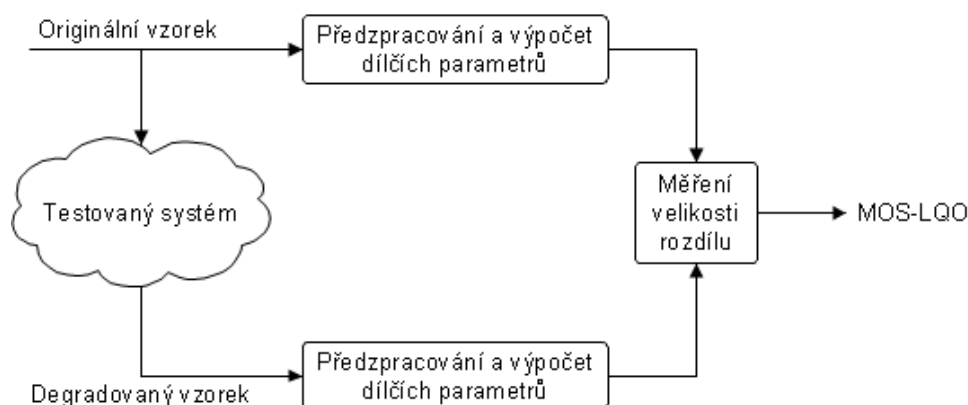 Originální vzorek
Předzpracování a výpočet
dílčích parametrů
Testovaný systém
Měření
velikosti
rozdílu
MOS-LQO
Předzpracování a výpočet
dílčích parametrů
Degradovaný vzorek